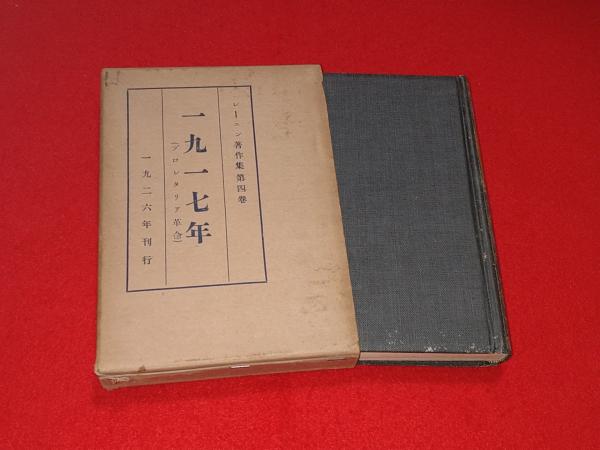 レーニン著作集第四巻
一九一七年
(プロレタリア革命)
一九二六年刊行